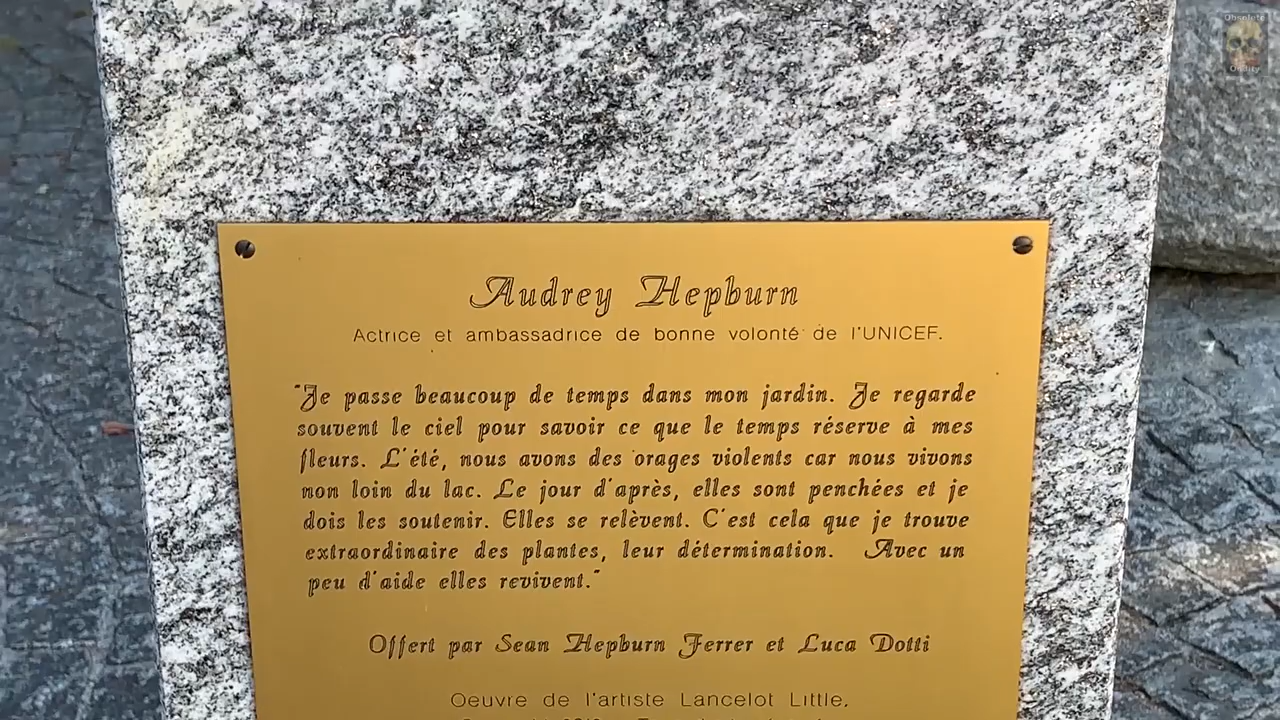 Obsolete
Oddity
Audrey Hepburn
Actrice et ambassadrice de bonne volonté de l'UNICEF.
"Je passe beaucoup de temps dans mon jardin. Je regarde
souvent le ciel pour savoir ce que le temps réserve à mes
fleurs. L'été, nous avons des orages violents car nous vivons
non loin du lac. Le jour d'après, elles sont penchées et je
dois les soutenir. Elles se relèvent. C'est cela que je trouve
extraordinaire des plantes, leur détermination. Avec un
peu d'aide elles revivent."
Offert par Sean Hepburn Ferrer et Luca Dotti
Oeuvre de l'artiste Lancelot Little,